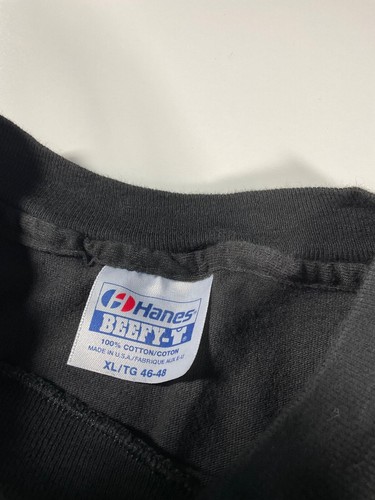 Hanes
BEEFY-T.
100% COTTON/COTON
MADE IN U.S.A./FABRIQUE AUX E-U
XL/TG 46-48